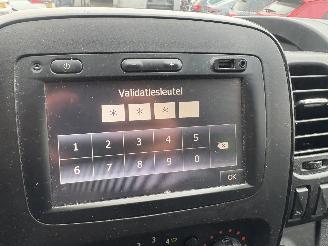 Validatiesleutel
* * *
1 2 3 4 5
6 7 8 9 0
OK